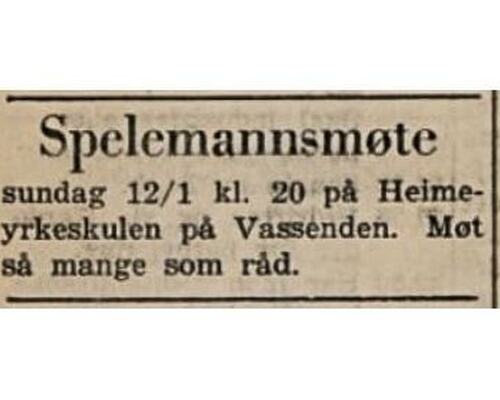 Spelemannsmøte
sundag 12/1 kl. 20 på Heime-
yrkeskulen på Vassenden. Møt
så mange som råd.